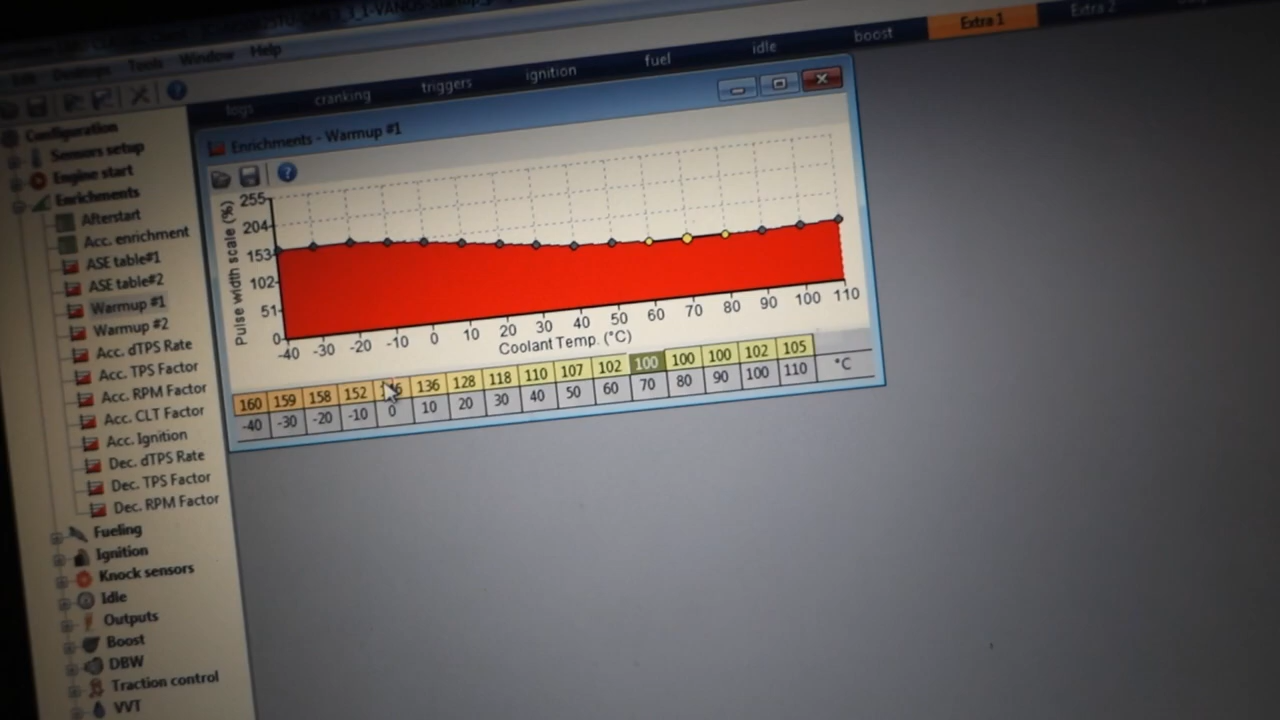 3_1-VANOS-startup
Edit Desktops Tools Window Help
logs cranking triggers ignition fuel idle boost Extra 1 Extra 2
Configuration
Sensors setup
Engine start
Enrichments
Afterstart
Acc. enrichment
ASE table#1
ASE table#2
Warmup #1
Warmup #2
Acc. dTPS Rate
Acc. TPS Factor
Acc. RPM Factor
Acc. CLT Factor
Acc. Ignition
Dec. dTPS Rate
Dec. TPS Factor
Dec. RPM Factor
Fueling
Ignition
Knock sensors
Idle
Outputs
Boost
DBW
Traction control
VVT
Enrichments - Warmup #1
Pulse width scale (%)
255
204
153
102
51
0
-40 -30 -20 -10 0 10 20 30 40 50 60 70 80 90 100 110
Coolant Temp. (°C)
160 159 158 152 136 128 118 110 107 102 100 100 100 102 105
-40 -30 -20 -10 0 10 20 30 40 50 60 70 80 90 100 110 °C